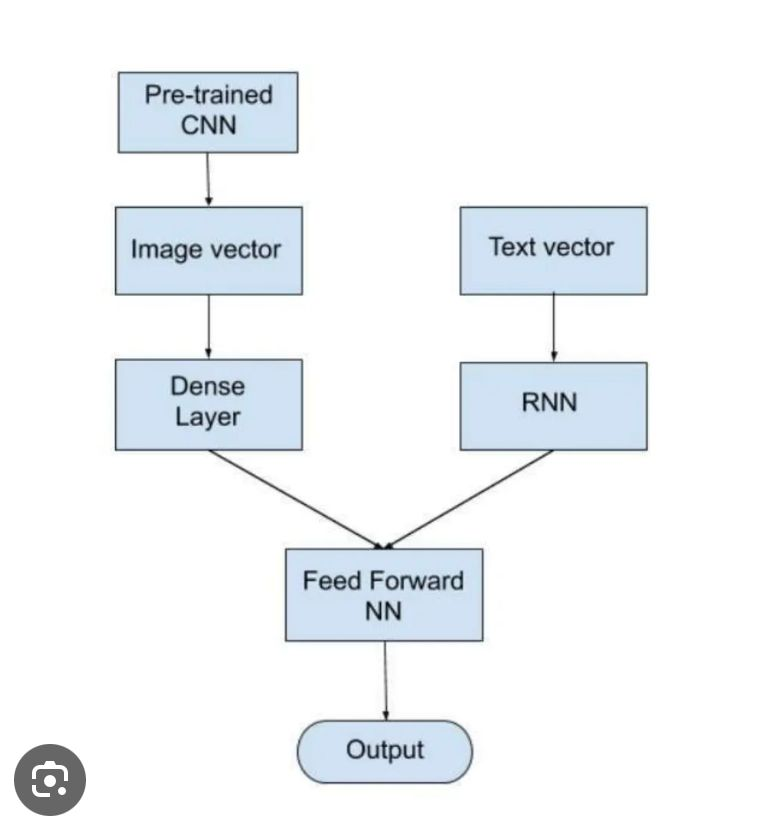 Pre-trained
CNN
Image vector
Text vector
Dense
Layer
RNN
Feed Forward
NN
Output